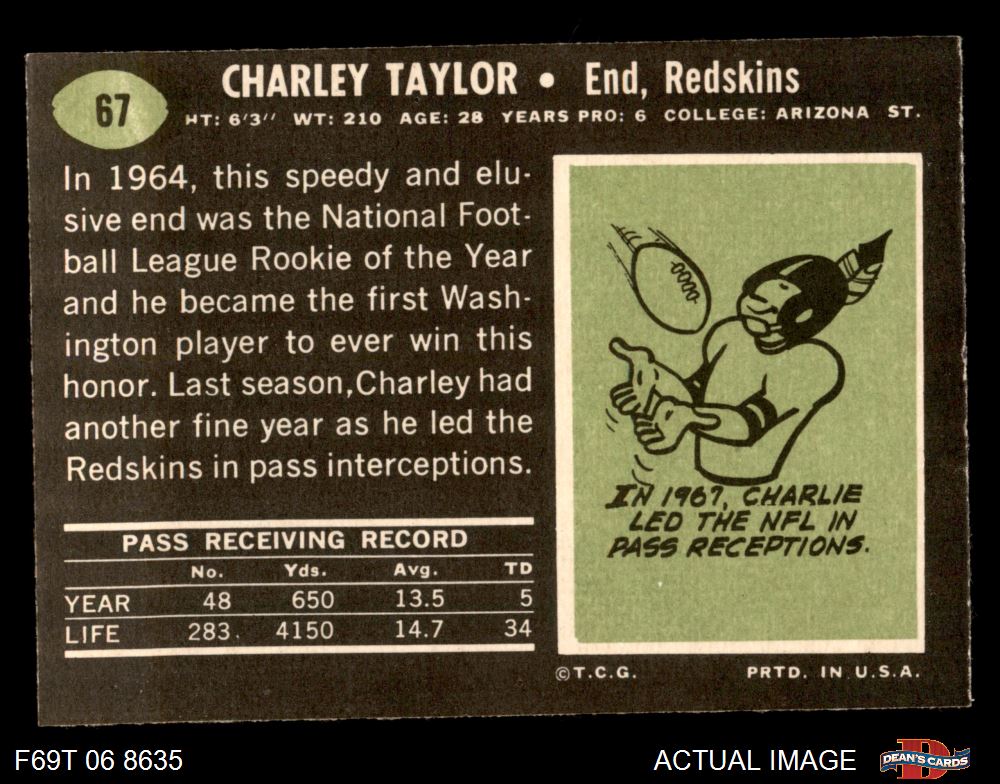 67
CHARLEY TAYLOR • End, Redskins
HT: 6'3'' WT: 210 AGE: 28 YEARS PRO: 6 COLLEGE: ARIZONA ST.
In 1964, this speedy and elu-
sive end was the National Foot-
ball League Rookie of the Year
and he became the first Wash-
ington player to ever win this
honor. Last season, Charley had
another fine year as he led the
Redskins in pass interceptions.
PASS RECEIVING RECORD
No. Yds. Avg. TD
YEAR 48 650 13.5 5
LIFE 283. 4150 14.7 34
IN 1967, CHARLIE
LED THE NFL IN
PASS RECEPTIONS.
©T.C.G. PRTD. IN U.S.A.
F69T 06 8635 ACTUAL IMAGE
DEAN'S CARDS